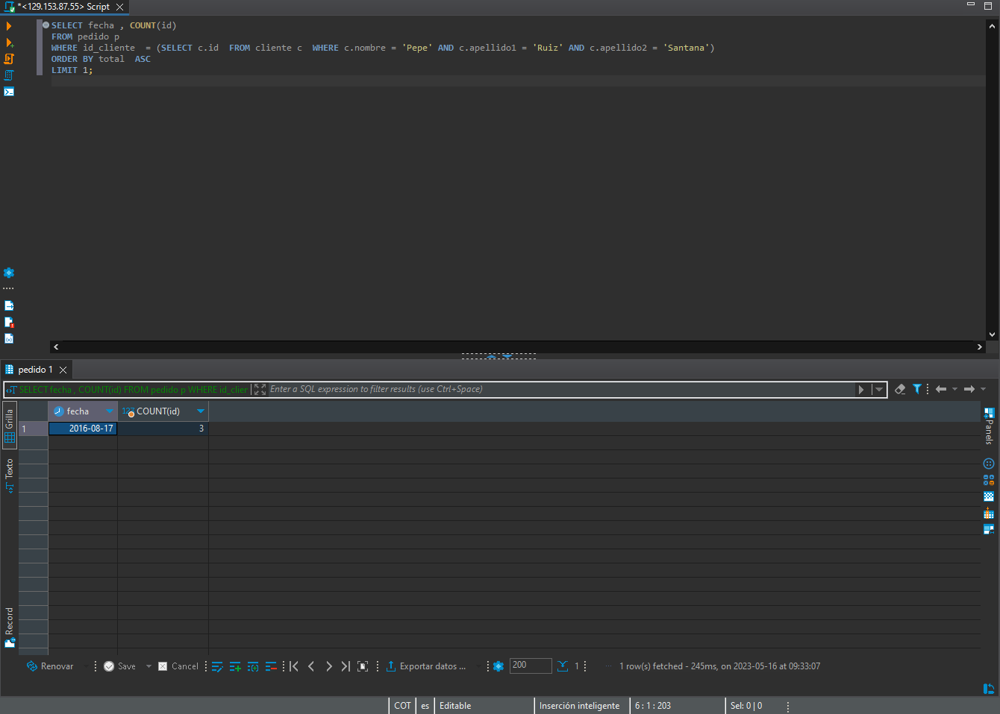 *<129.153.87.55> Script
SELECT fecha , COUNT(id)
FROM pedido p
WHERE id_cliente  = (SELECT c.id  FROM cliente c  WHERE c.nombre = 'Pepe' AND c.apellido1 = 'Ruiz' AND c.apellido2 = 'Santana')
ORDER BY total  ASC
LIMIT 1;
pedido 1
SELECT fecha , COUNT(id) FROM pedido p WHERE id_clier
Enter a SQL expression to filter results (use Ctrl+Space)
Grilla
Texto
Record
Panels
fecha
123 COUNT(id)
1
2016-08-17
3
Renovar
Save
Cancel
Exportar datos ...
200
1
1 row(s) fetched - 245ms, on 2023-05-16 at 09:33:07
COT
es
Editable
Inserción inteligente
6 : 1 : 203
Sel: 0 | 0